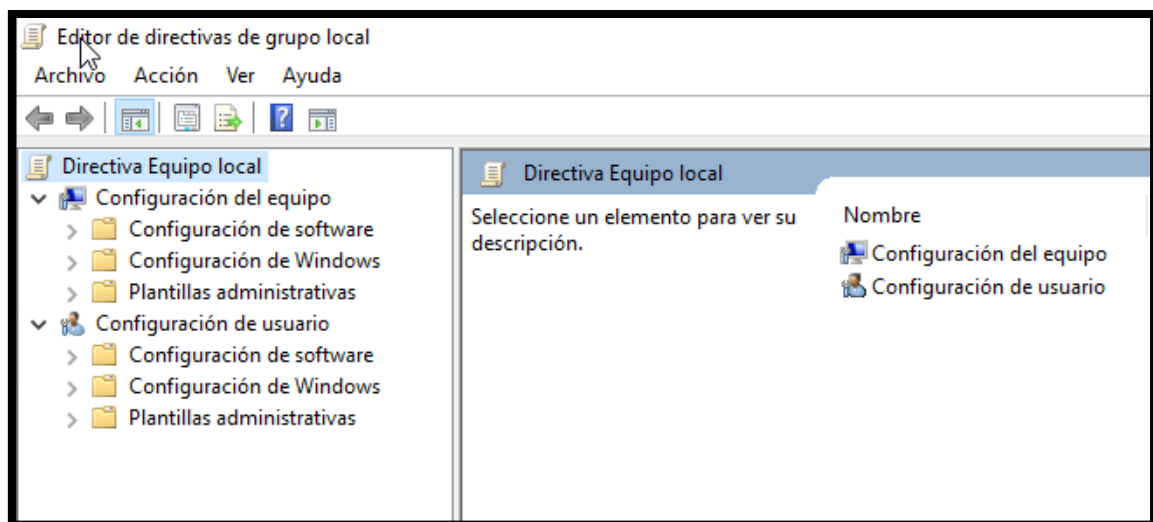 Editor de directivas de grupo local
Archivo Acción Ver Ayuda
Directiva Equipo local
Configuración del equipo
Configuración de software
Configuración de Windows
Plantillas administrativas
Configuración de usuario
Configuración de software
Configuración de Windows
Plantillas administrativas
Directiva Equipo local
Seleccione un elemento para ver su
descripción.
Nombre
Configuración del equipo
Configuración de usuario